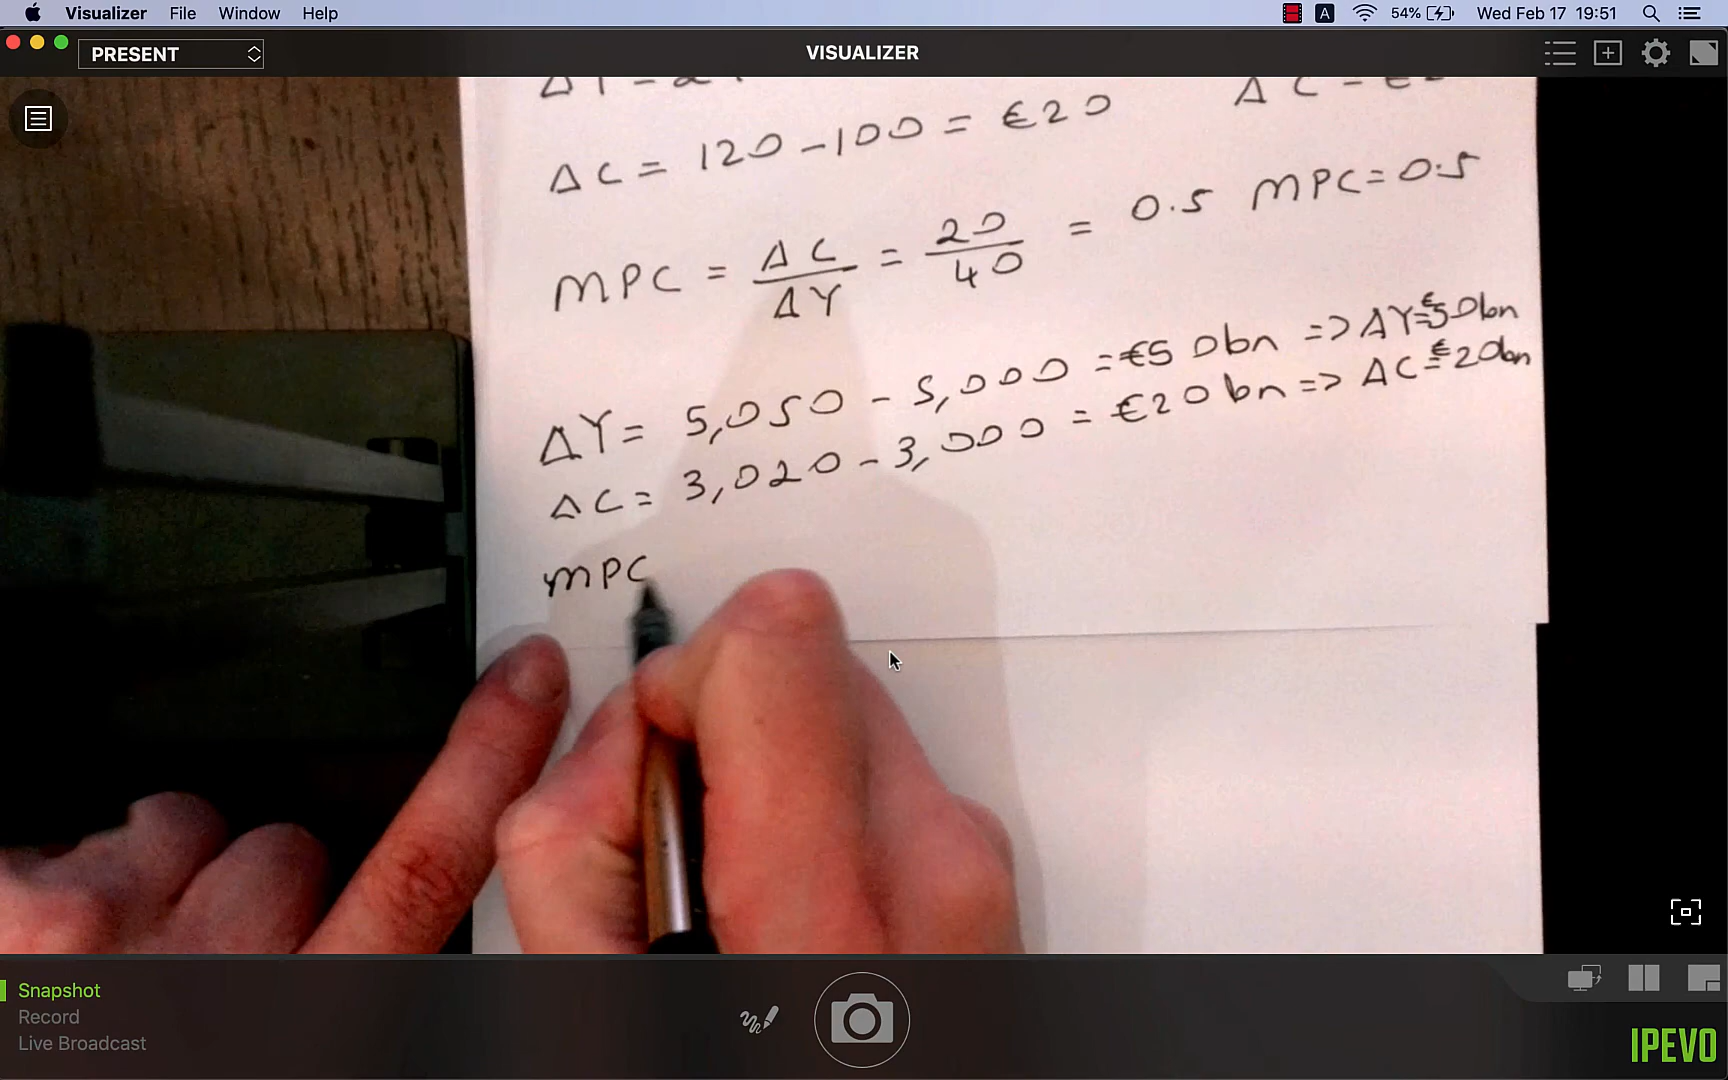 Visualizer File Window Help A 54% Wed Feb 17 19:51
PRESENT VISUALIZER
ΔC = 120 - 100 = €20
MPC = ΔC/ΔY = 20/40 = 0.5 MPC = 0.5
ΔY = 5,050 - 5,000 = €50bn => ΔY = €50bn
ΔC = 3,020 - 3,000 = €20bn => ΔC = €20bn
MPC
Snapshot
Record
Live Broadcast
IPEVO